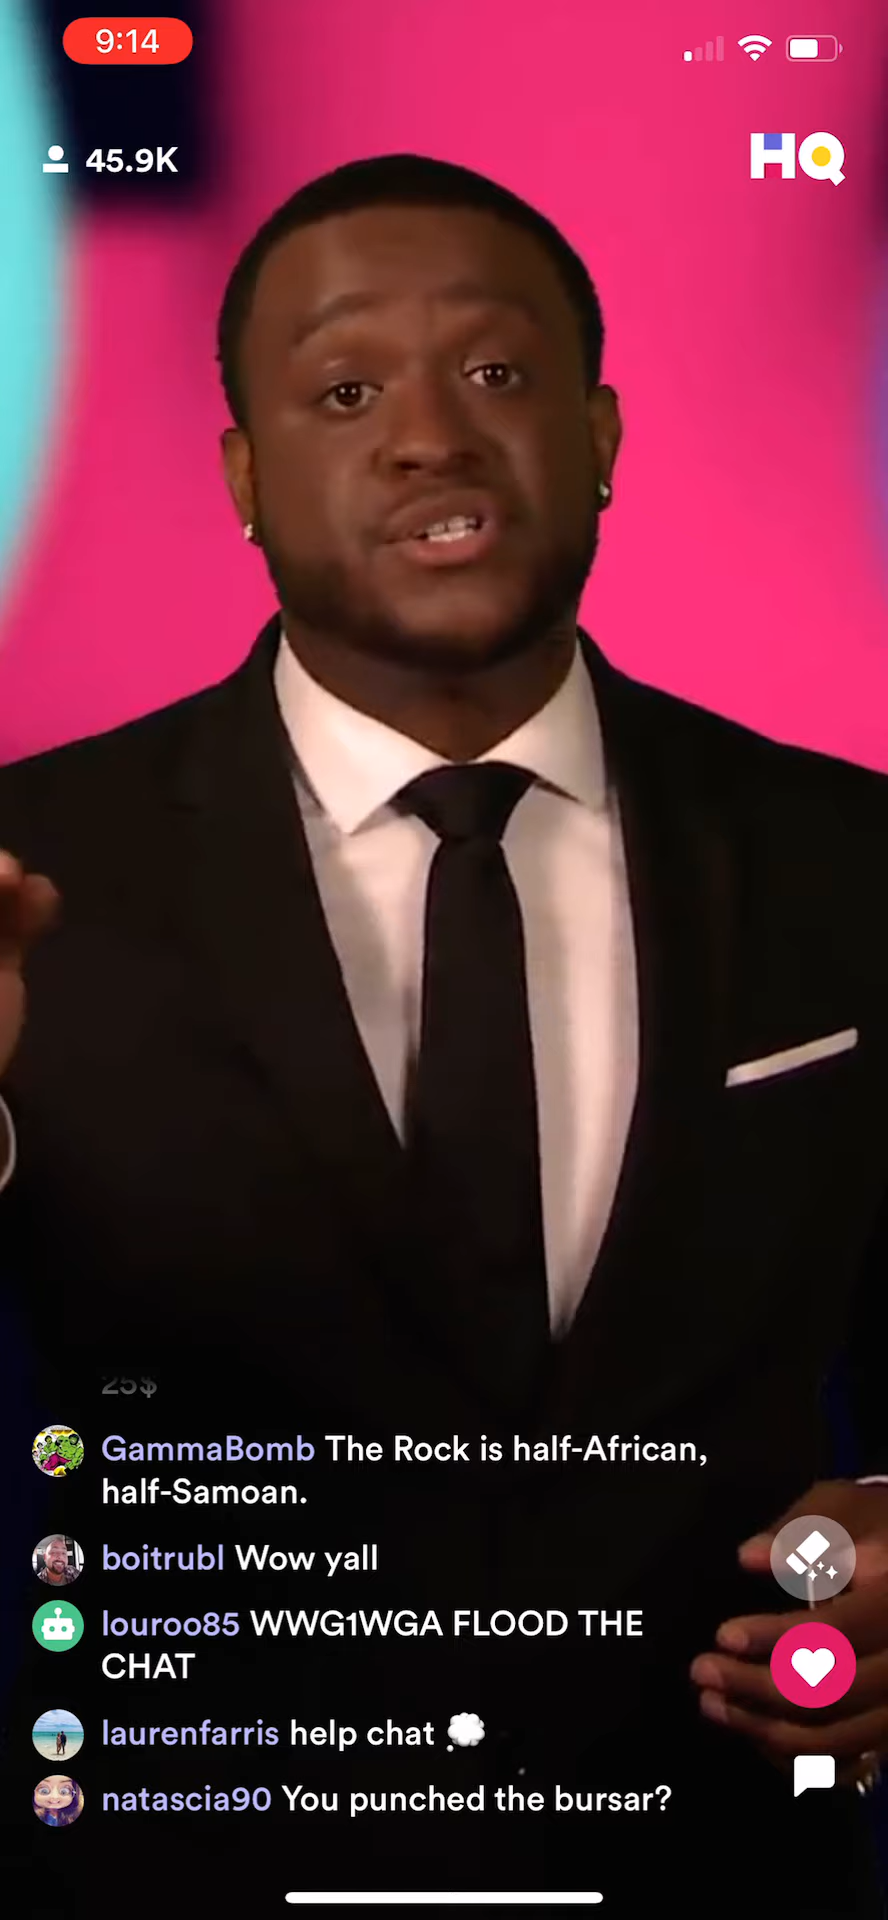 9:14
45.9K
HQ
25$
GammaBomb The Rock is half-African,
half-Samoan.
boitrubl Wow yall
louroo85 WWG1WGA FLOOD THE
CHAT
laurenfarris help chat 💭
natascia90 You punched the bursar?